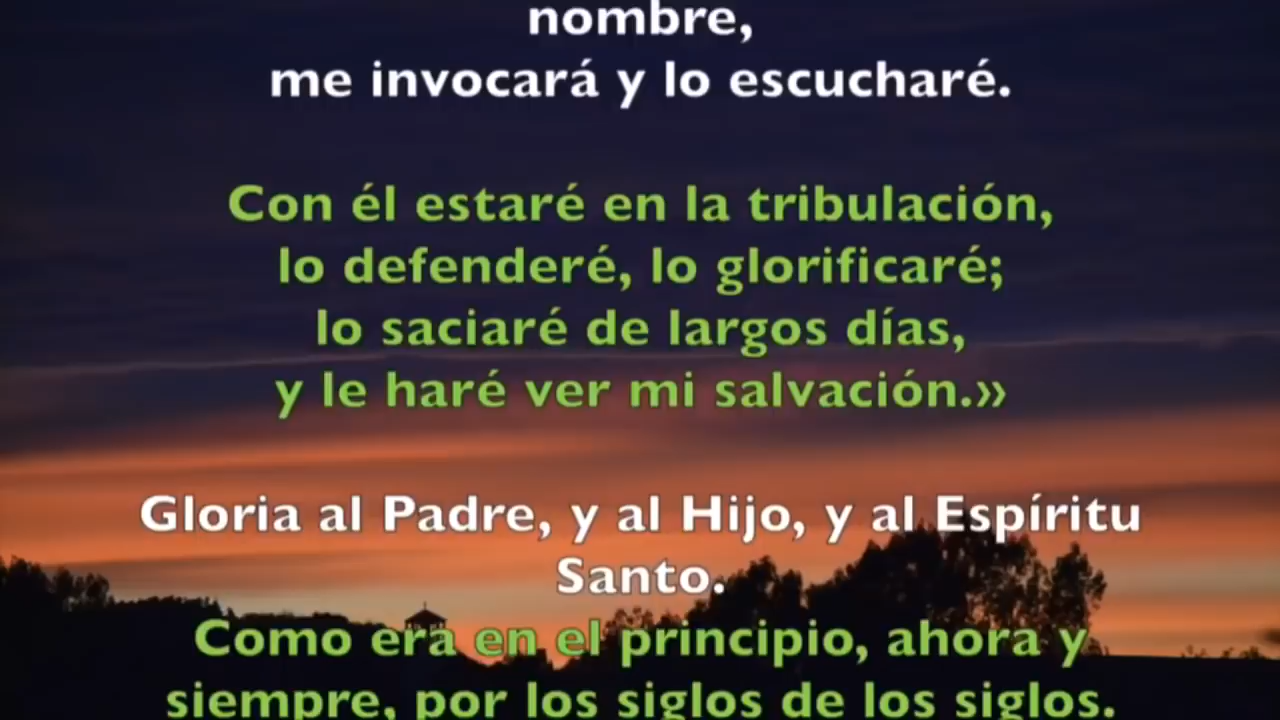 nombre,
me invocará y lo escucharé.
Con él estaré en la tribulación,
lo defenderé, lo glorificaré;
lo saciaré de largos días,
y le haré ver mi salvación.»
Gloria al Padre, y al Hijo, y al Espíritu
Santo.
Como era en el principio, ahora y
siempre, por los siglos de los siglos.